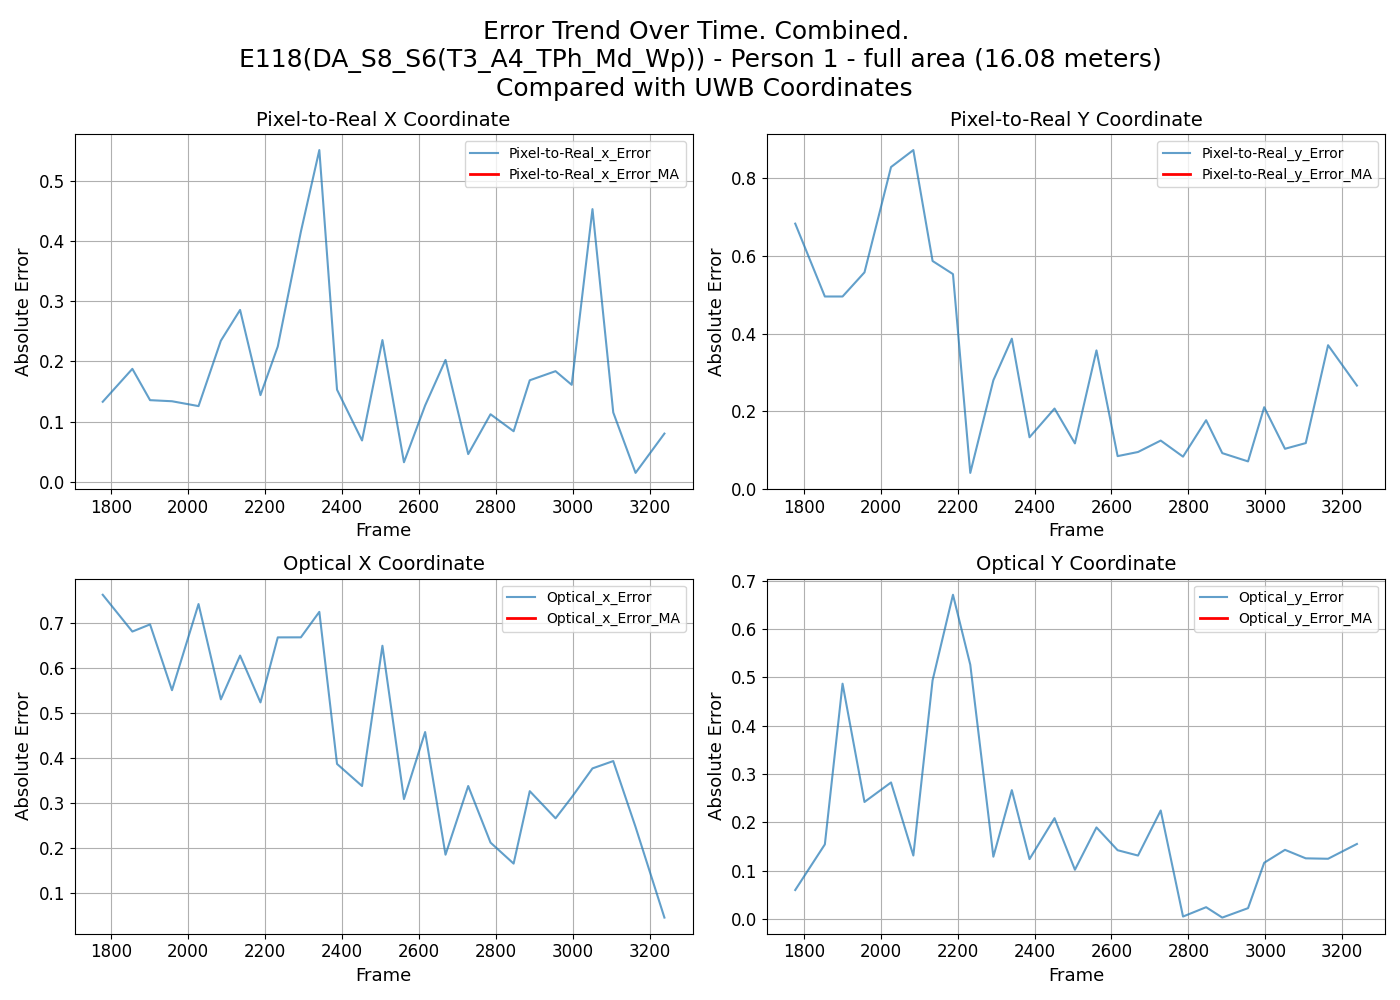 Error Trend Over Time. Combined.
E118(DA_S8_S6(T3_A4_TPh_Md_Wp)) - Person 1 - full area (16.08 meters)
Compared with UWB Coordinates
Pixel-to-Real X Coordinate
Absolute Error
0.5
0.4
0.3
0.2
0.1
0.0
Pixel-to-Real_x_Error
Pixel-to-Real_x_Error_MA
1800 2000 2200 2400 2600 2800 3000 3200
Frame
Pixel-to-Real Y Coordinate
Absolute Error
0.8
0.6
0.4
0.2
0.0
Pixel-to-Real_y_Error
Pixel-to-Real_y_Error_MA
1800 2000 2200 2400 2600 2800 3000 3200
Frame
Optical X Coordinate
Absolute Error
0.7
0.6
0.5
0.4
0.3
0.2
0.1
Optical_x_Error
Optical_x_Error_MA
1800 2000 2200 2400 2600 2800 3000 3200
Frame
Optical Y Coordinate
Absolute Error
0.7
0.6
0.5
0.4
0.3
0.2
0.1
0.0
Optical_y_Error
Optical_y_Error_MA
1800 2000 2200 2400 2600 2800 3000 3200
Frame